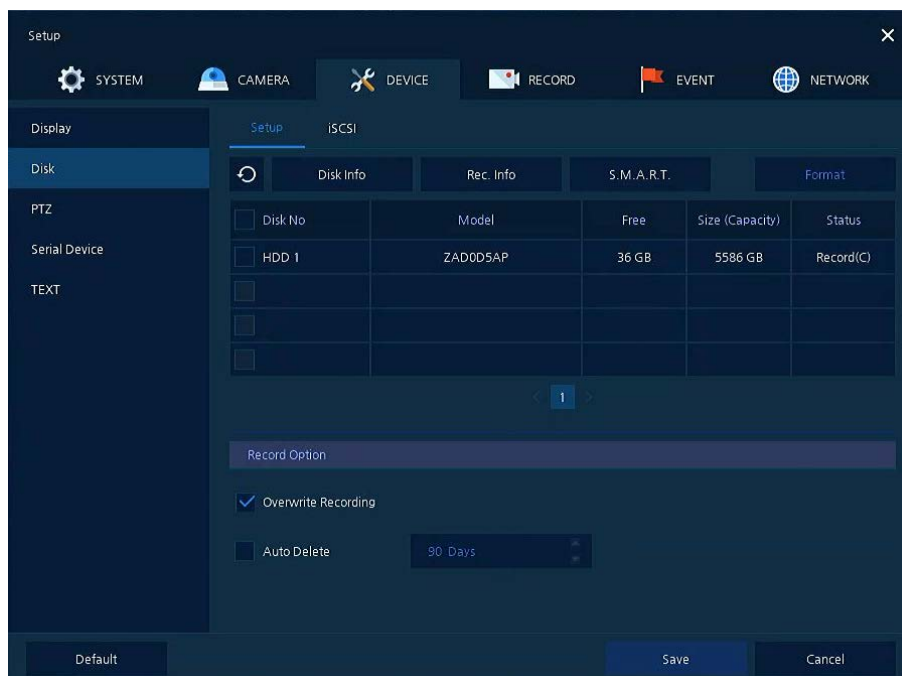 Setup
SYSTEM CAMERA DEVICE RECORD EVENT NETWORK
Display
Disk
PTZ
Serial Device
TEXT
Setup iSCSI
Disk Info Rec. Info S.M.A.R.T. Format
Disk No Model Free Size (Capacity) Status
HDD 1 ZAD0D5AP 36 GB 5586 GB Record(C)
1
Record Option
Overwrite Recording
Auto Delete 90 Days
Default Save Cancel